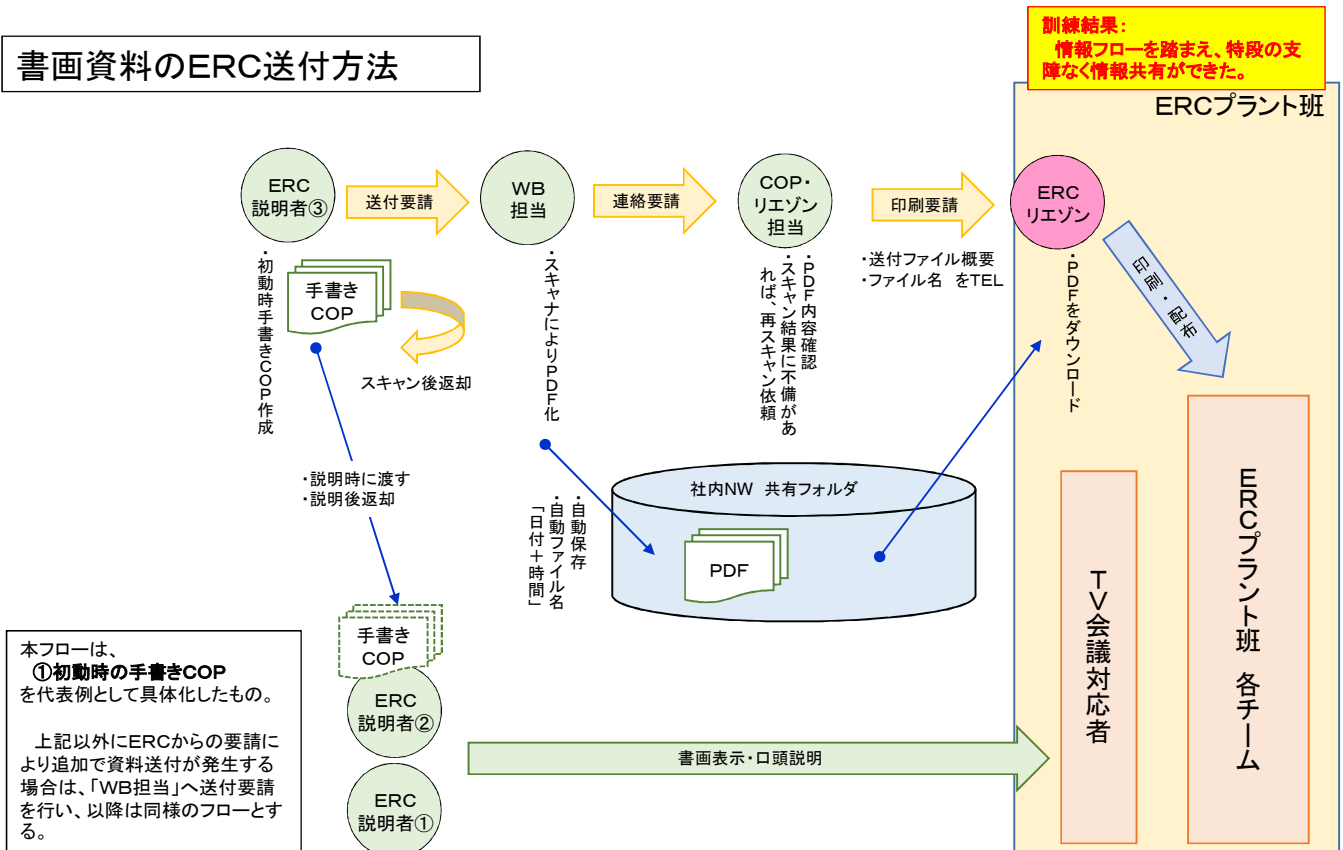 書画資料のERC送付方法
訓練結果：
情報フローを踏まえ、特段の支
障なく情報共有ができた。
ERCプラント班
ERC
説明者③
送付要請
WB
担当
連絡要請
COP・
リエゾン
担当
印刷要請
ERC
リエゾン
・送付ファイル概要
・ファイル名　をTEL
・初動時手書きCOP作成
手書き
COP
スキャン後返却
・スキャナによりPDF化
・PDF内容確認
・スキャン結果に不備があ
れば、再スキャン依頼
・PDFをダウンロード
印刷・配布
・説明時に渡す
・説明後返却
・自動保存
・自動ファイル名
「日付＋時間」
社内NW　共有フォルダ
PDF
手書き
COP
ERC
説明者②
ERC
説明者①
書画表示・口頭説明
TV会議対応者
ERCプラント班　各チーム
本フローは、
①初動時の手書きCOP
を代表例として具体化したもの。
上記以外にERCからの要請に
より追加で資料送付が発生する
場合は、「WB担当」へ送付要請
を行い、以降は同様のフローとす
る。